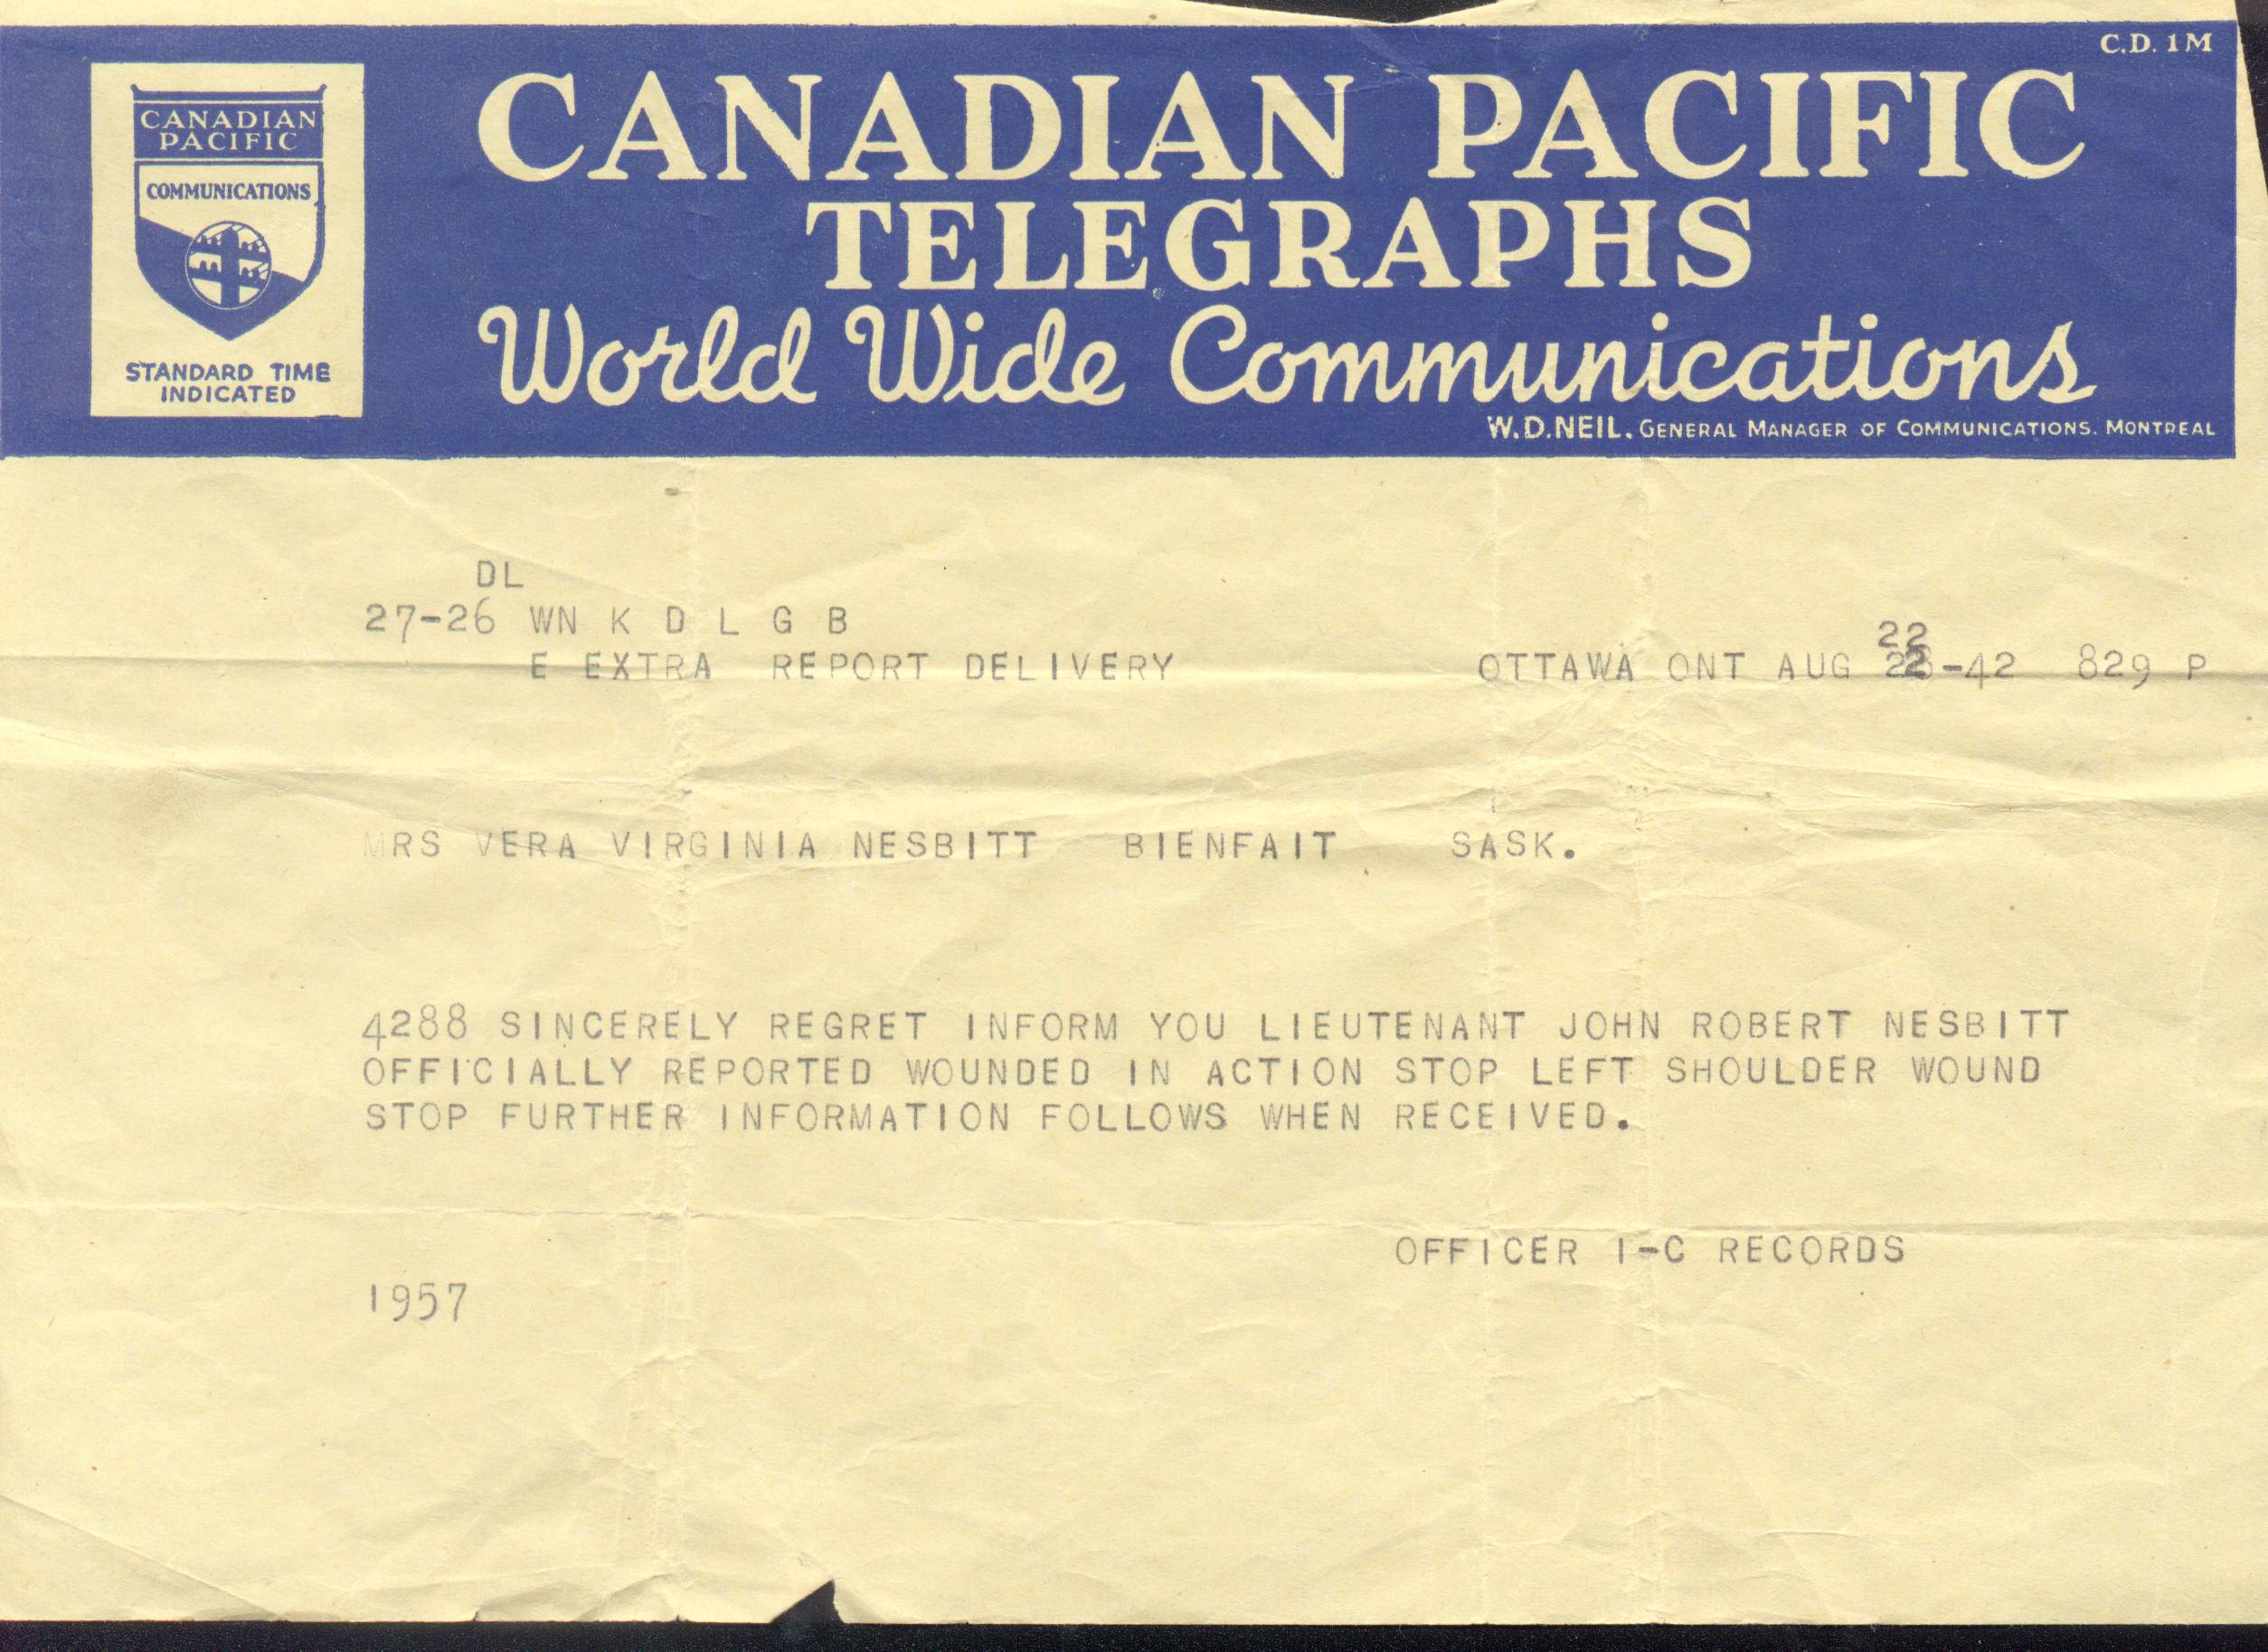 C.D. 1M
CANADIAN PACIFIC
TELEGRAPHS
World Wide Communications
W.D.NEIL. GENERAL MANAGER OF COMMUNICATIONS. MONTREAL
CANADIAN
PACIFIC
COMMUNICATIONS
STANDARD TIME
INDICATED
DL
27-26 WN K D L G B
22
E EXTRA REPORT DELIVERY OTTAWA ONT AUG -42 829 P
MRS VERA VIRGINIA NESBITT BIENFAIT SASK.
4288 SINCERELY REGRET INFORM YOU LIEUTENANT JOHN ROBERT NESBITT
OFFICIALLY REPORTED WOUNDED IN ACTION STOP LEFT SHOULDER WOUND
STOP FURTHER INFORMATION FOLLOWS WHEN RECEIVED.
OFFICER I-C RECORDS
1957